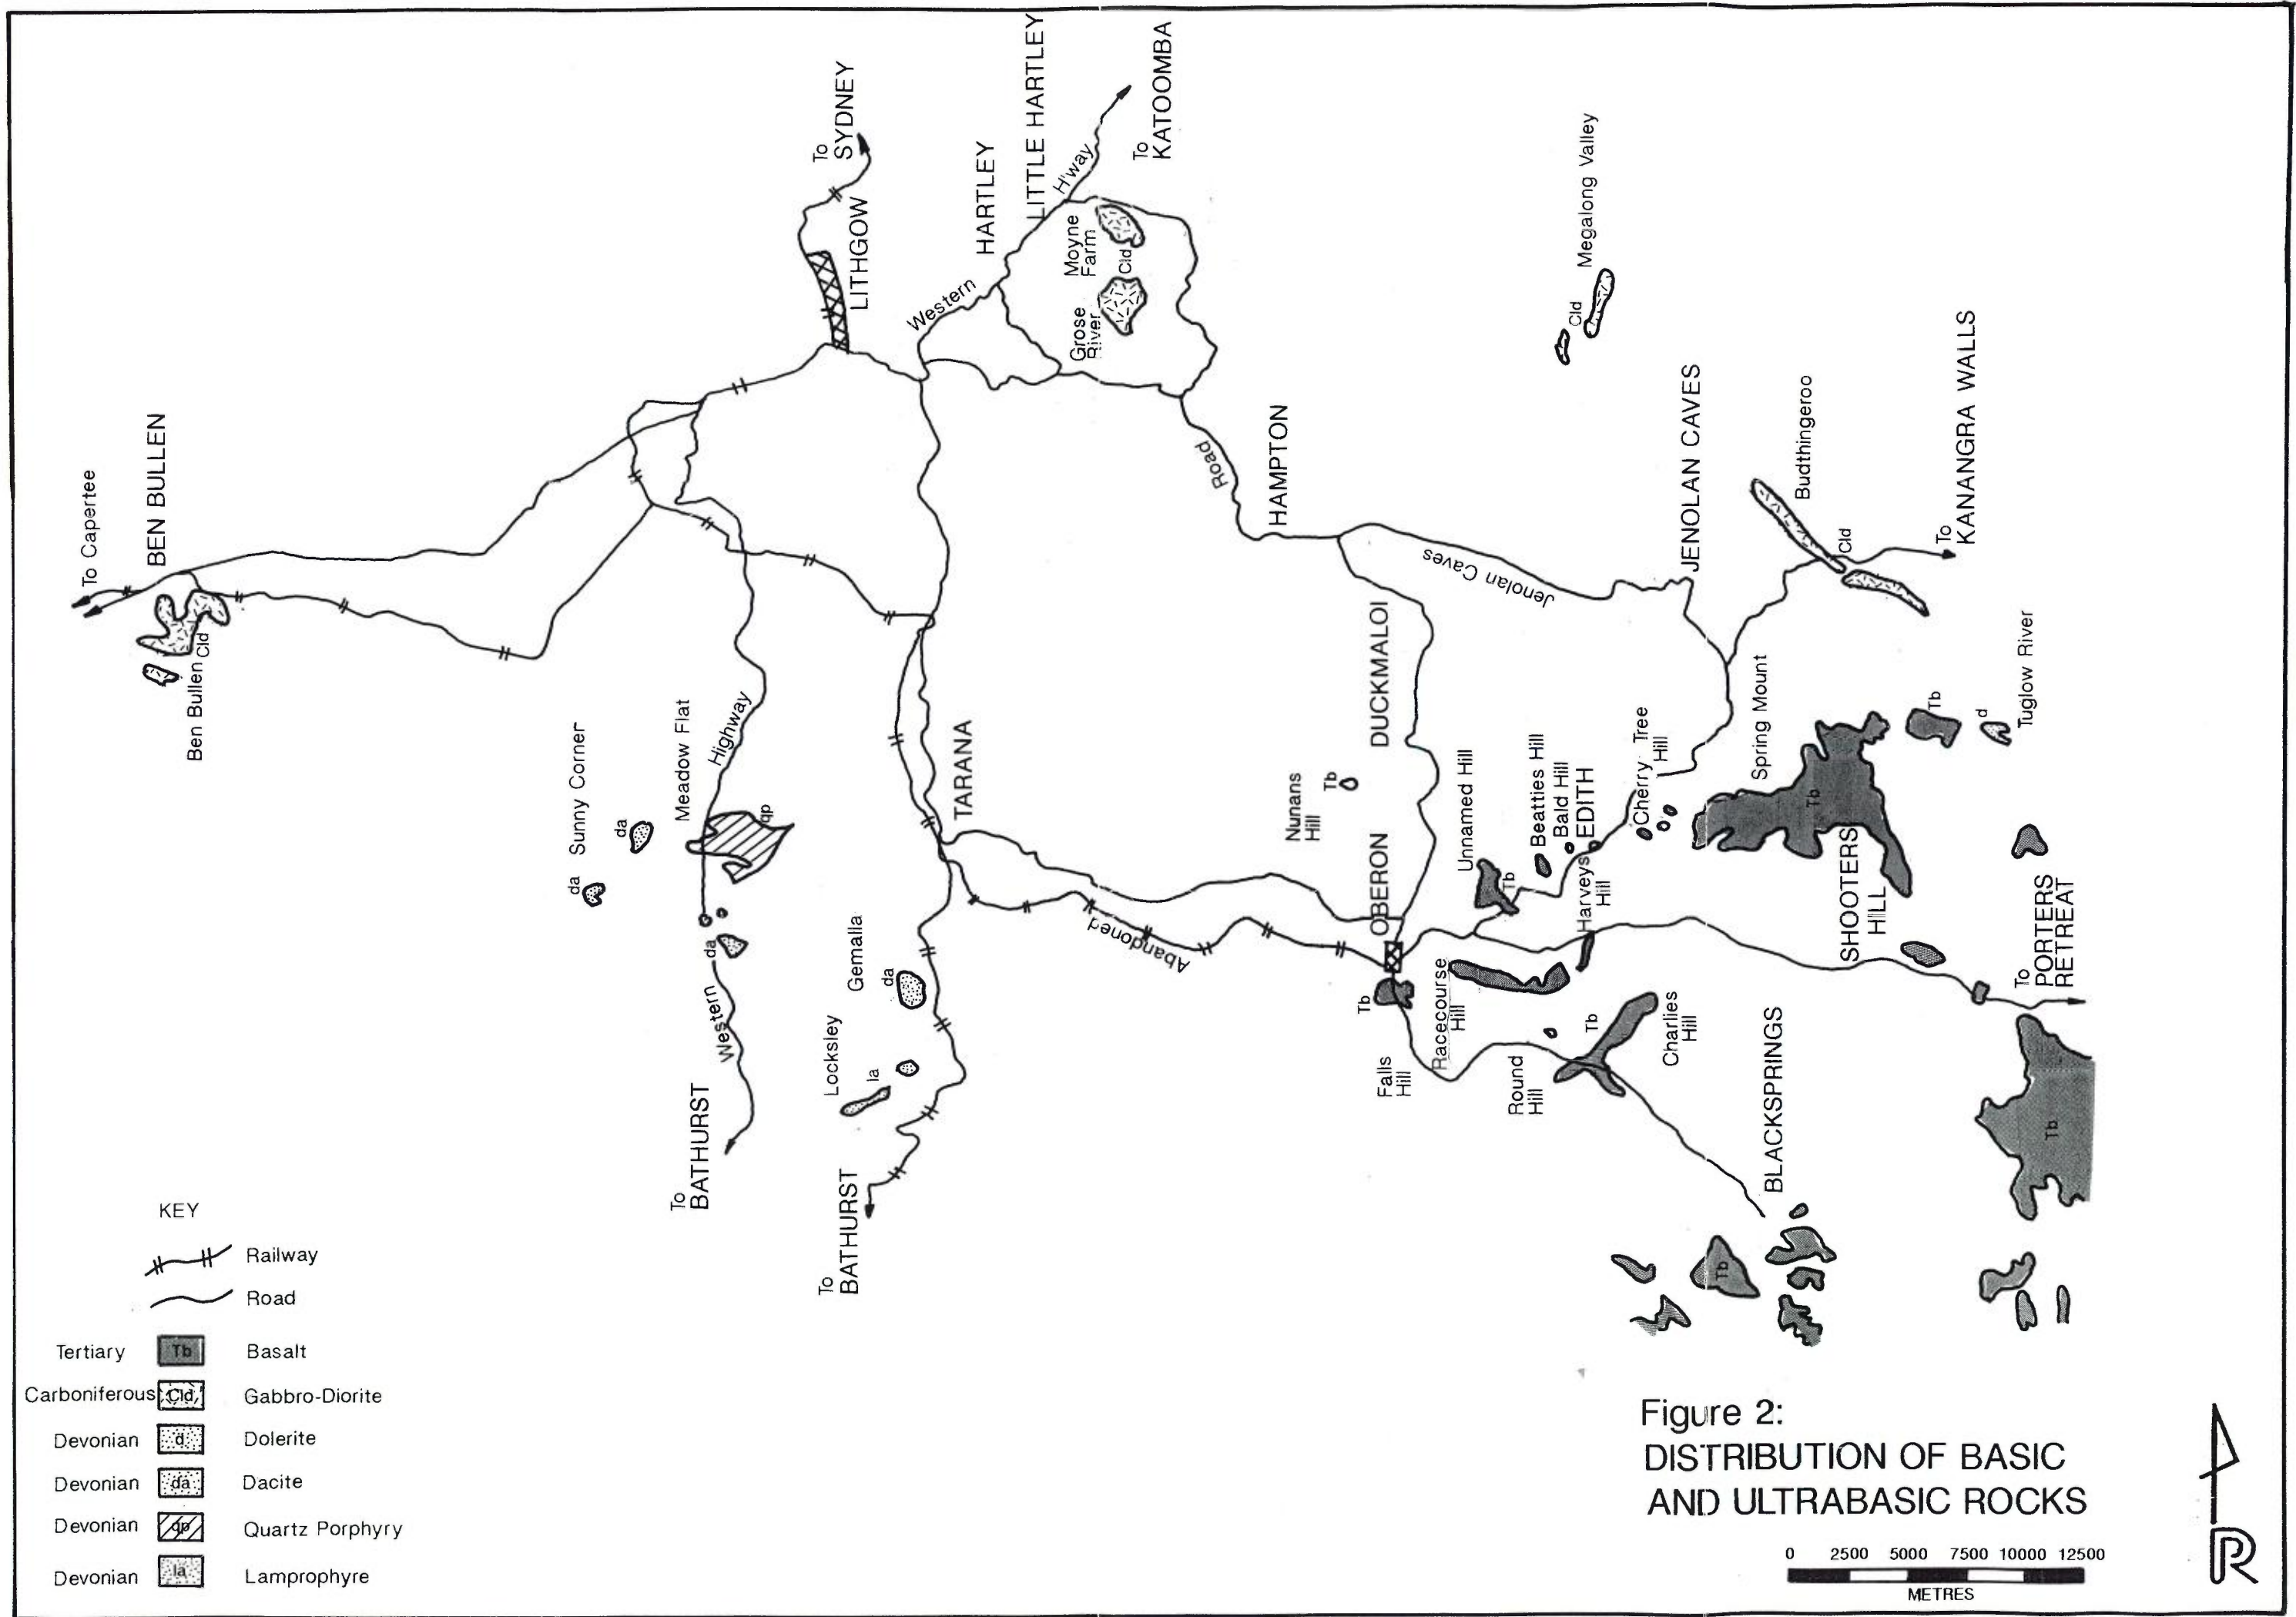 To
SYDNEY
LITHGOW
HARTLEY
LITTLE HARTLEY
Western
H'way
To
KATOOMBA
Moyne
Farm
Cld
Grose
River
Megalong Valley
Cld
To Capertee
BEN BULLEN
Ben Bullen
Cld
Road
HAMPTON
Jenolan Caves
JENOLAN CAVES
Budthingeroo
Cld
To
KANANGRA WALLS
Sunny Corner
da
da
Meadow Flat
Highway
qp
da
Western
To
BATHURST
Gemalla
da
Locksley
la
To
BATHURST
TARANA
Abandoned
DUCKMALOI
Nunans
Hill
Tb
OBERON
Tb
Unnamed Hill
Tb
Beatties Hill
Bald Hill
EDITH
Harveys
Hill
Cherry Tree
Hill
Spring Mount
Tb
Tb
d
Tuglow River
SHOOTERS
HILL
To
PORTERS
RETREAT
Racecourse
Hill
Falls
Hill
Round
Hill
Tb
Charlies
Hill
BLACKSPRINGS
Tb
Tb
KEY
Railway
Road
Tertiary Tb Basalt
Carboniferous Cld Gabbro-Diorite
Devonian d Dolerite
Devonian da Dacite
Devonian qp Quartz Porphyry
Devonian la Lamprophyre
Figure 2:
DISTRIBUTION OF BASIC
AND ULTRABASIC ROCKS
0 2500 5000 7500 10000 12500
METRES
R